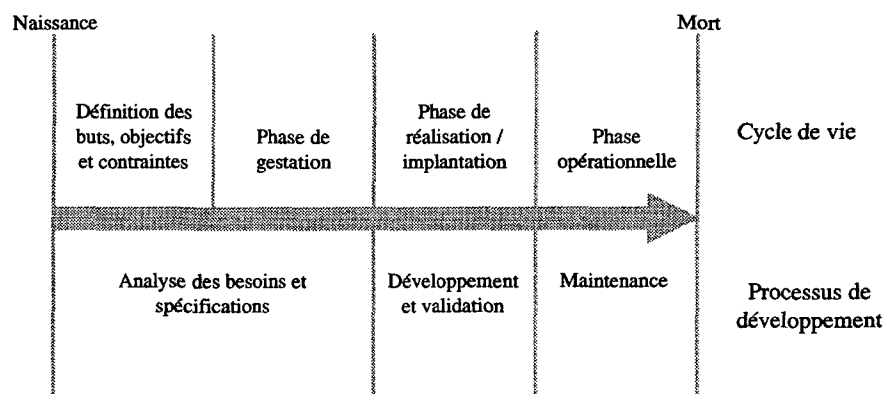 Naissance
Mort
Définition des
buts, objectifs
et contraintes
Phase de
gestation
Phase de
réalisation /
implantation
Phase
opérationnelle
Cycle de vie
Analyse des besoins et
spécifications
Développement
et validation
Maintenance
Processus de
développement